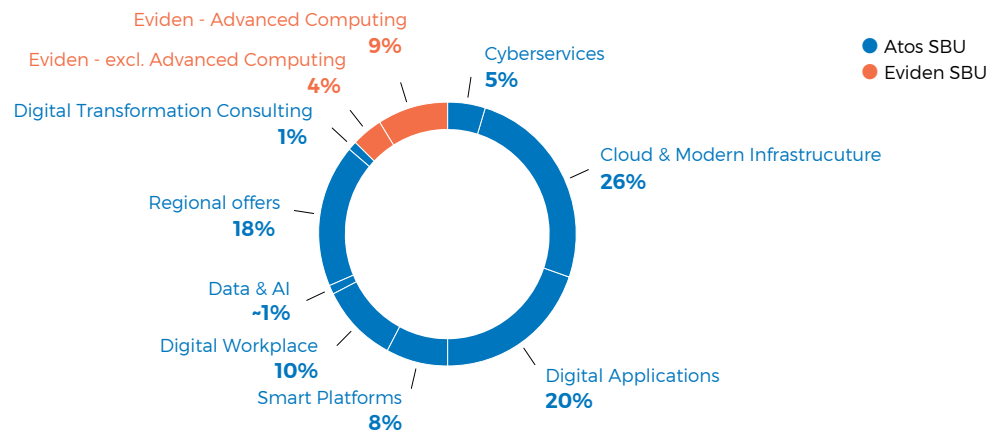 Eviden - Advanced Computing
9%
Eviden - excl. Advanced Computing
4%
Digital Transformation Consulting
1%
Regional offers
18%
Data & AI
~1%
Digital Workplace
10%
Smart Platforms
8%
Cyberservices
5%
Cloud & Modern Infrastrucuture
26%
Digital Applications
20%
Atos SBU
Eviden SBU